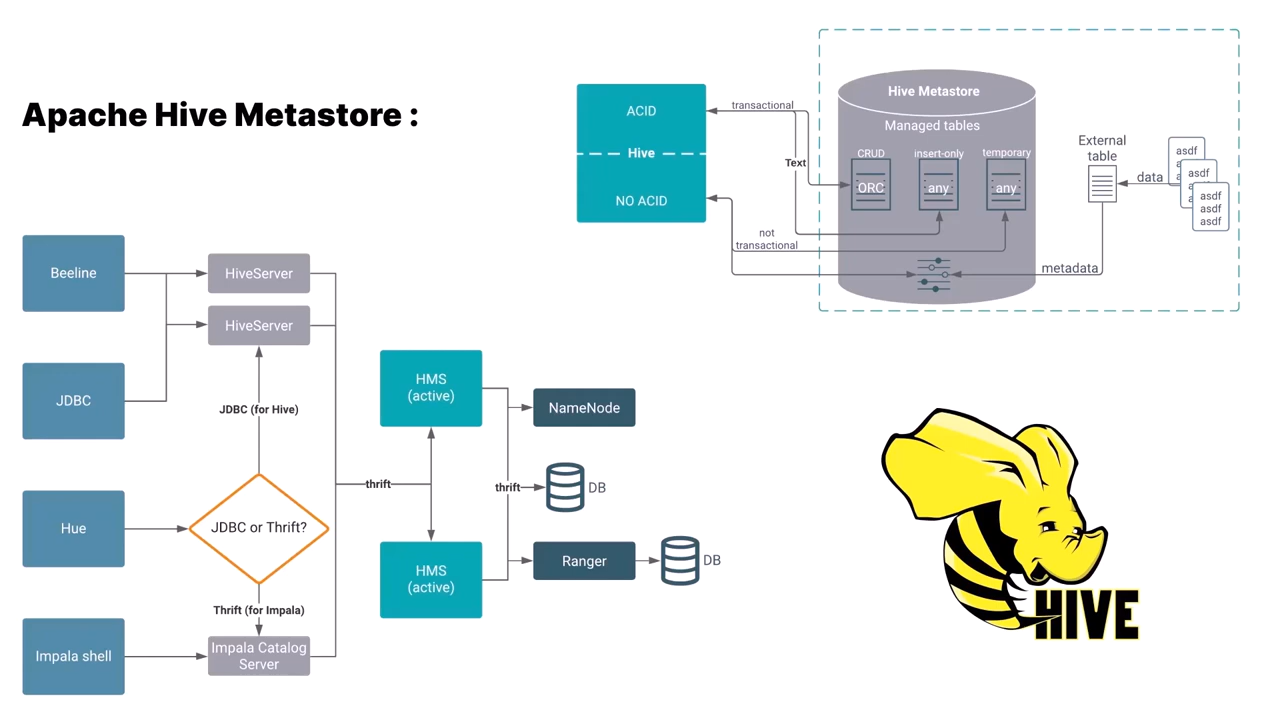 Apache Hive Metastore :
ACID
Hive
NO ACID
transactional
Text
not
transactional
Hive Metastore
Managed tables
CRUD
insert-only
temporary
ORC
any
any
External
table
data
metadata
asdf
a
asdf
a
asdf
asdf
asdf
Beeline
JDBC
Hue
Impala shell
HiveServer
HiveServer
JDBC (for Hive)
JDBC or Thrift?
Thrift (for Impala)
Impala Catalog
Server
thrift
HMS
(active)
HMS
(active)
thrift
NameNode
DB
Ranger
DB
HIVE